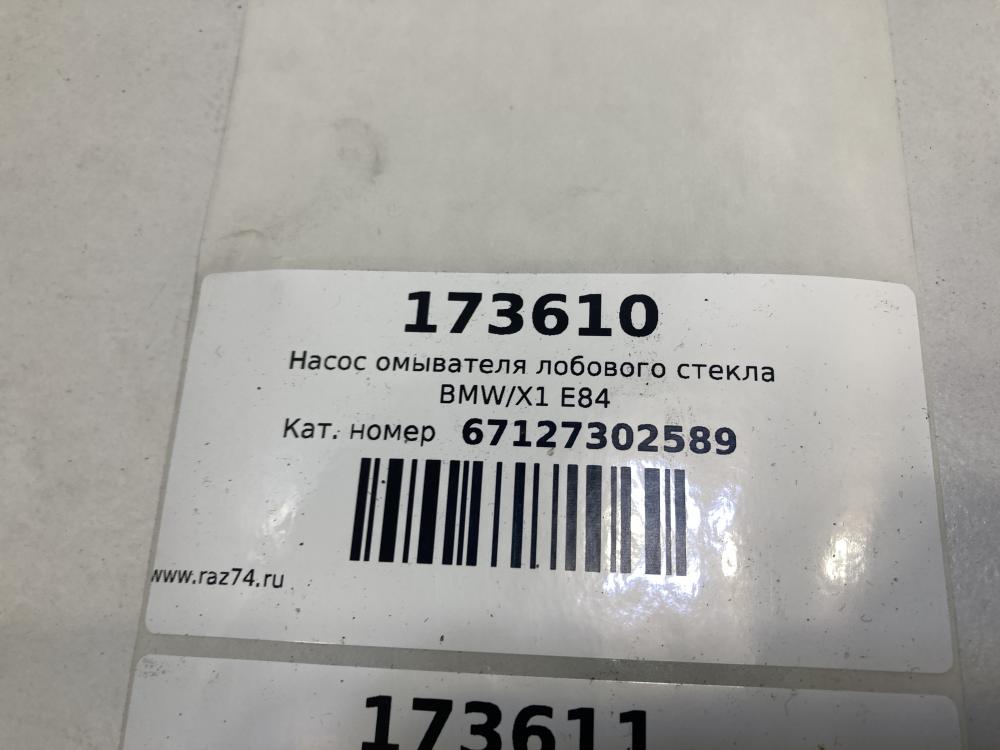 173610
Насос омывателя лобового стекла
BMW/X1 E84
Кат. номер 67127302589
www.raz74.ru
173611